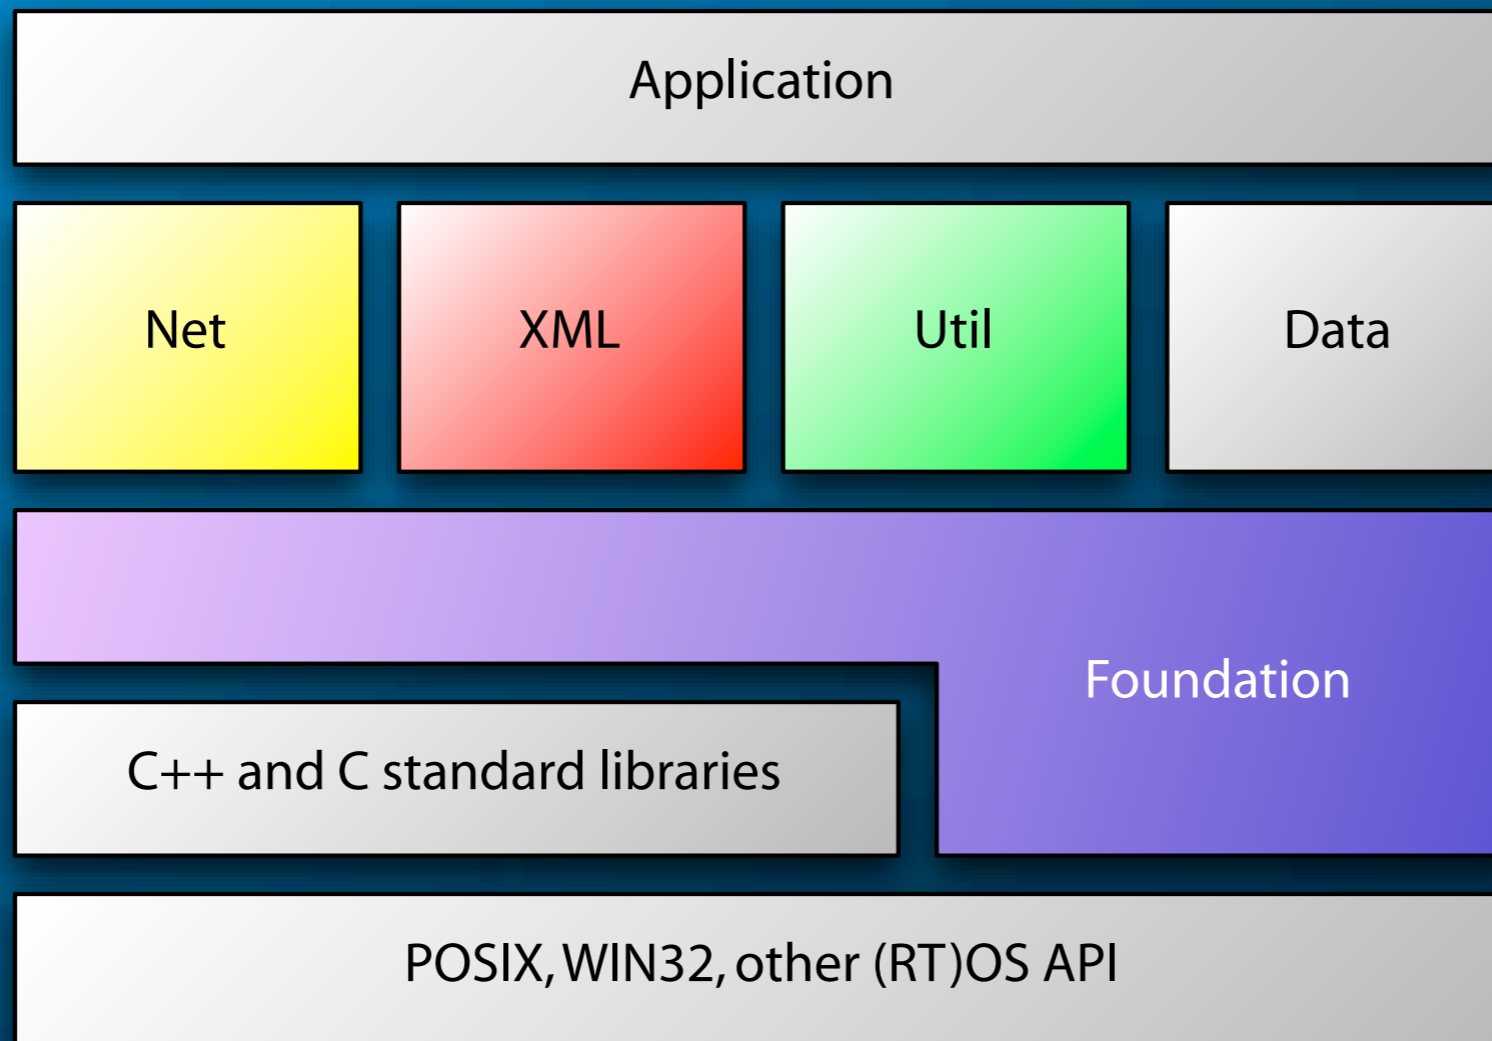 Application
Net
XML
Util
Data
Foundation
C++ and C standard libraries
POSIX, WIN32, other (RT)OS API